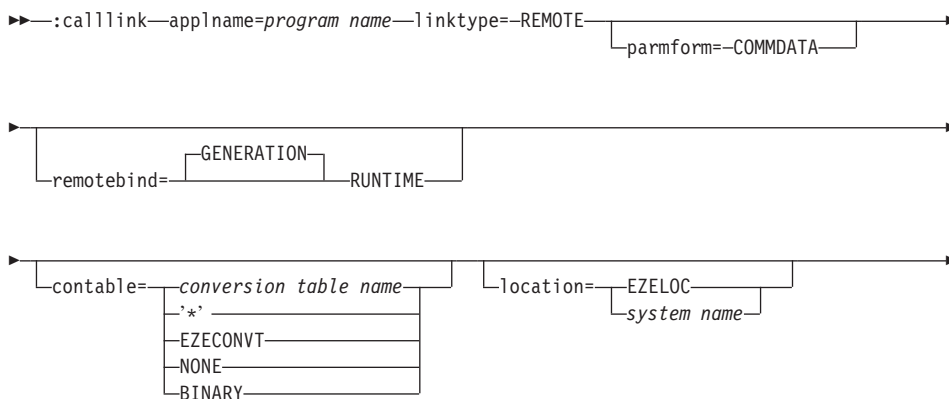 :calllink applname=program name linktype= REMOTE
parmform= COMMDATA
GENERATION
remotebind= RUNTIME
contable= conversion table name location= EZELOC
’*’ system name
EZECONVT
NONE
BINARY